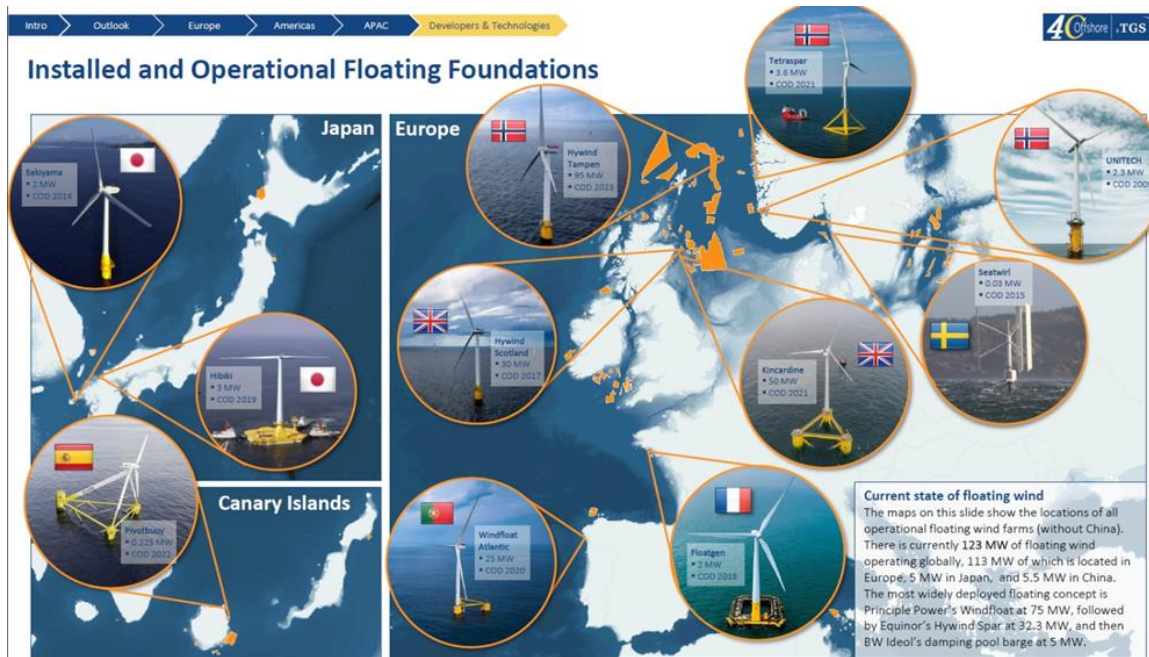 Intro
Outlook
Europe
Americas
APAC
Developers & Technologies
4C Offshore | TGS
Installed and Operational Floating Foundations
Japan
Sakiyama
▪ 2 MW
▪ COD 2016
Hibiki
▪ 3 MW
▪ COD 2019
Canary Islands
Pivotbuoy
▪ 0.225 MW
▪ COD 2022
Europe
Hywind
Tampen
▪ 95 MW
▪ COD 2023
Tetraspar
▪ 3.6 MW
▪ COD 2021
UNITECH
▪ 2.3 MW
▪ COD 2009
Hywind
Scotland
▪ 30 MW
▪ COD 2017
Kincardine
▪ 50 MW
▪ COD 2021
Seatwirl
▪ 0.03 MW
▪ COD 2015
Windfloat
Atlantic
▪ 25 MW
▪ COD 2020
Floatgen
▪ 2 MW
▪ COD 2018
Current state of floating wind
The maps on this slide show the locations of all
operational floating wind farms (without China).
There is currently 123 MW of floating wind
operating globally, 113 MW of which is located in
Europe, 5 MW in Japan, and 5.5 MW in China.
The most widely deployed floating concept is
Principle Power's Windfloat at 75 MW, followed
by Equinor's Hywind Spar at 32.3 MW, and then
BW Ideol's damping pool barge at 5 MW.